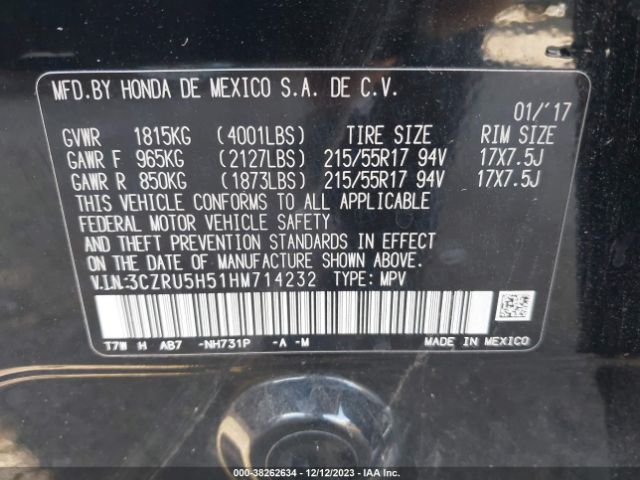 MFD.BY HONDA DE MEXICO S.A. DE C.V.
01/'17
GVWR 1815KG (4001LBS) TIRE SIZE RIM SIZE
GAWR F 965KG (2127LBS) 215/55R17 94V 17X7.5J
GAWR R 850KG (1873LBS) 215/55R17 94V 17X7.5J
THIS VEHICLE CONFORMS TO ALL APPLICABLE
FEDERAL MOTOR VEHICLE SAFETY
AND THEFT PREVENTION STANDARDS IN EFFECT
ON THE DATE OF MANUFACTURE SHOWN ABOVE.
V.I.N.:3CZRU5H51HM714232 TYPE: MPV
T7W H AB7 -NH731P -A -M MADE IN MEXICO
000-38262634 - 12/12/2023 - IAA Inc.